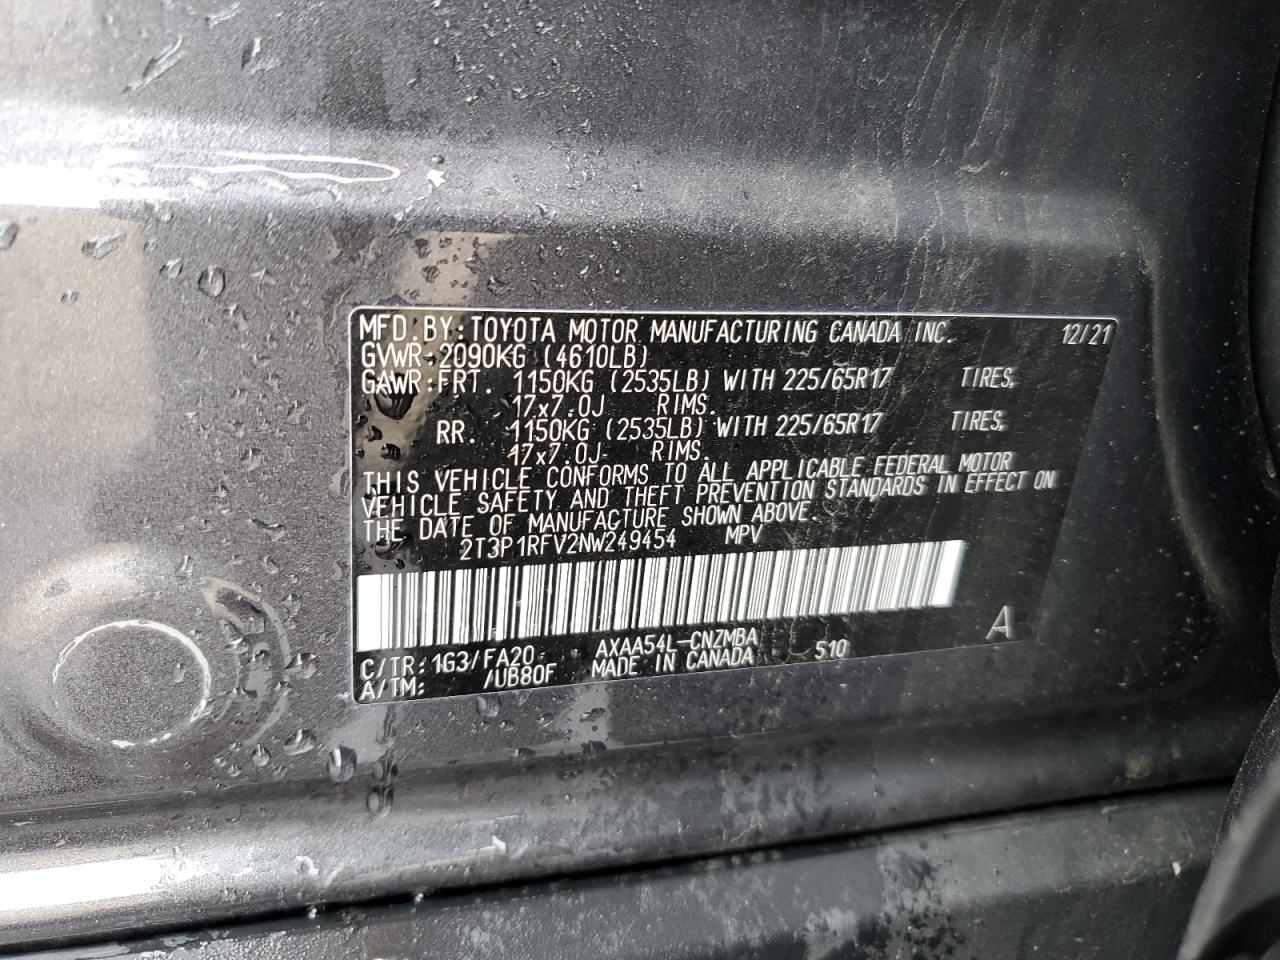 MFD. BY: TOYOTA MOTOR MANUFACTURING CANADA INC. 12/21
GVWR 2090KG (4610LB)
GAWR: FRT. 1150KG (2535LB) WITH 225/65R17 TIRES,
17x7.0J RIMS.
RR. 1150KG (2535LB) WITH 225/65R17 TIRES,
17x7.0J RIMS.
THIS VEHICLE CONFORMS TO ALL APPLICABLE FEDERAL MOTOR
VEHICLE SAFETY AND THEFT PREVENTION STANDARDS IN EFFECT ON
THE DATE OF MANUFACTURE SHOWN ABOVE.
2T3P1RFV2NW249454 MPV
A
C/TR: 1G3/FA20 AXAA54L-CNZMBA 510
A/TM: /UB80F MADE IN CANADA